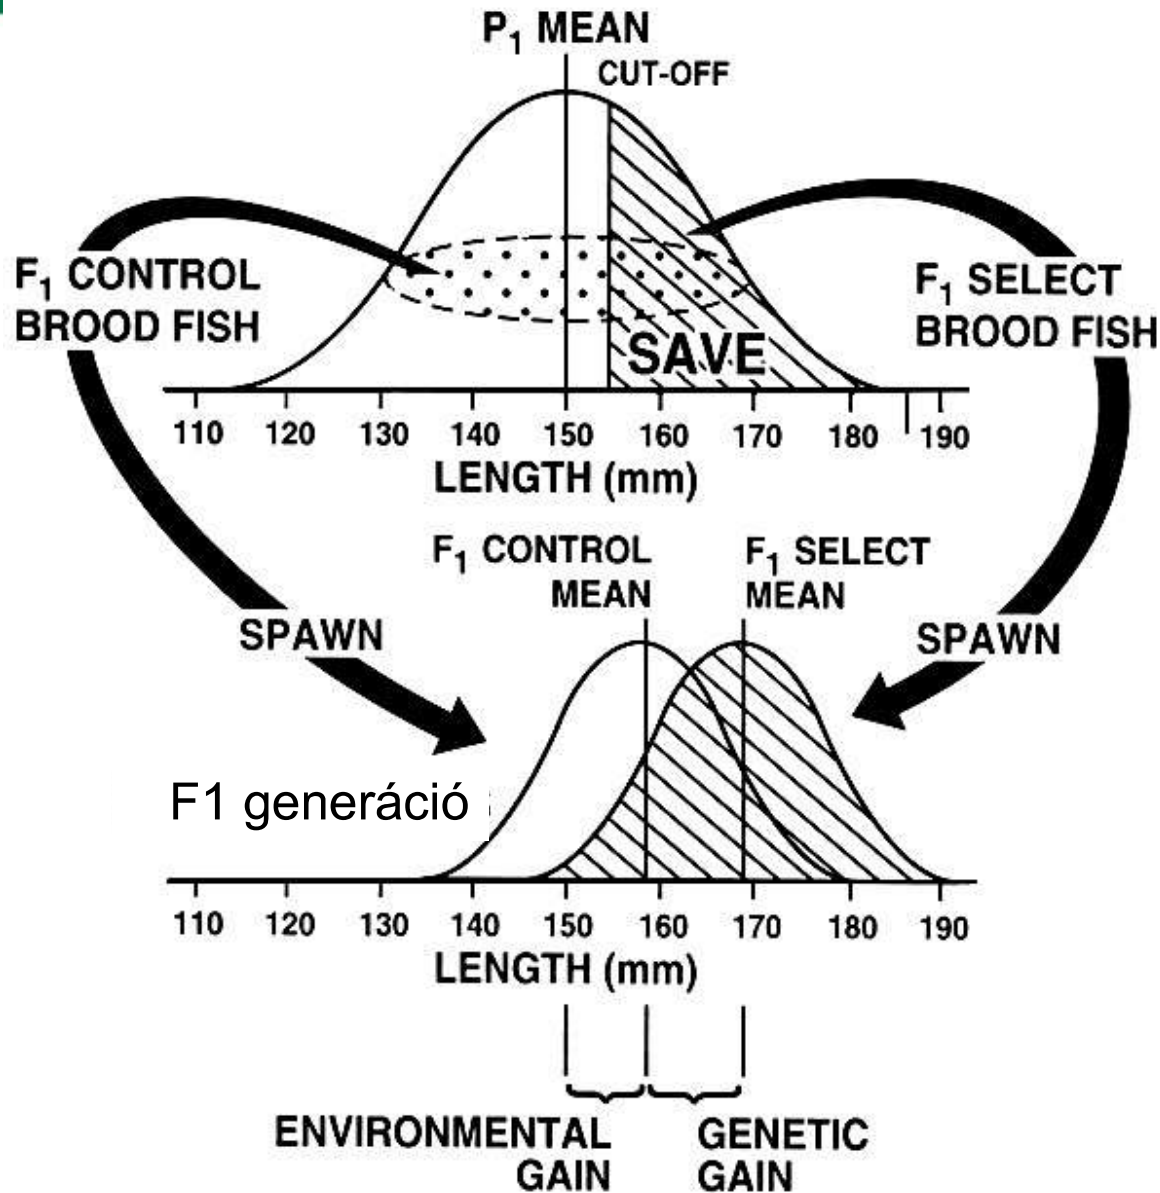 P₁ MEAN
CUT-OFF
F₁ CONTROL
BROOD FISH
F₁ SELECT
BROOD FISH
SAVE
110 120 130 140 150 160 170 180 190
LENGTH (mm)
F₁ CONTROL
MEAN
F₁ SELECT
MEAN
SPAWN
SPAWN
F1 generáció
110 120 130 140 150 160 170 180 190
LENGTH (mm)
ENVIRONMENTAL
GAIN
GENETIC
GAIN